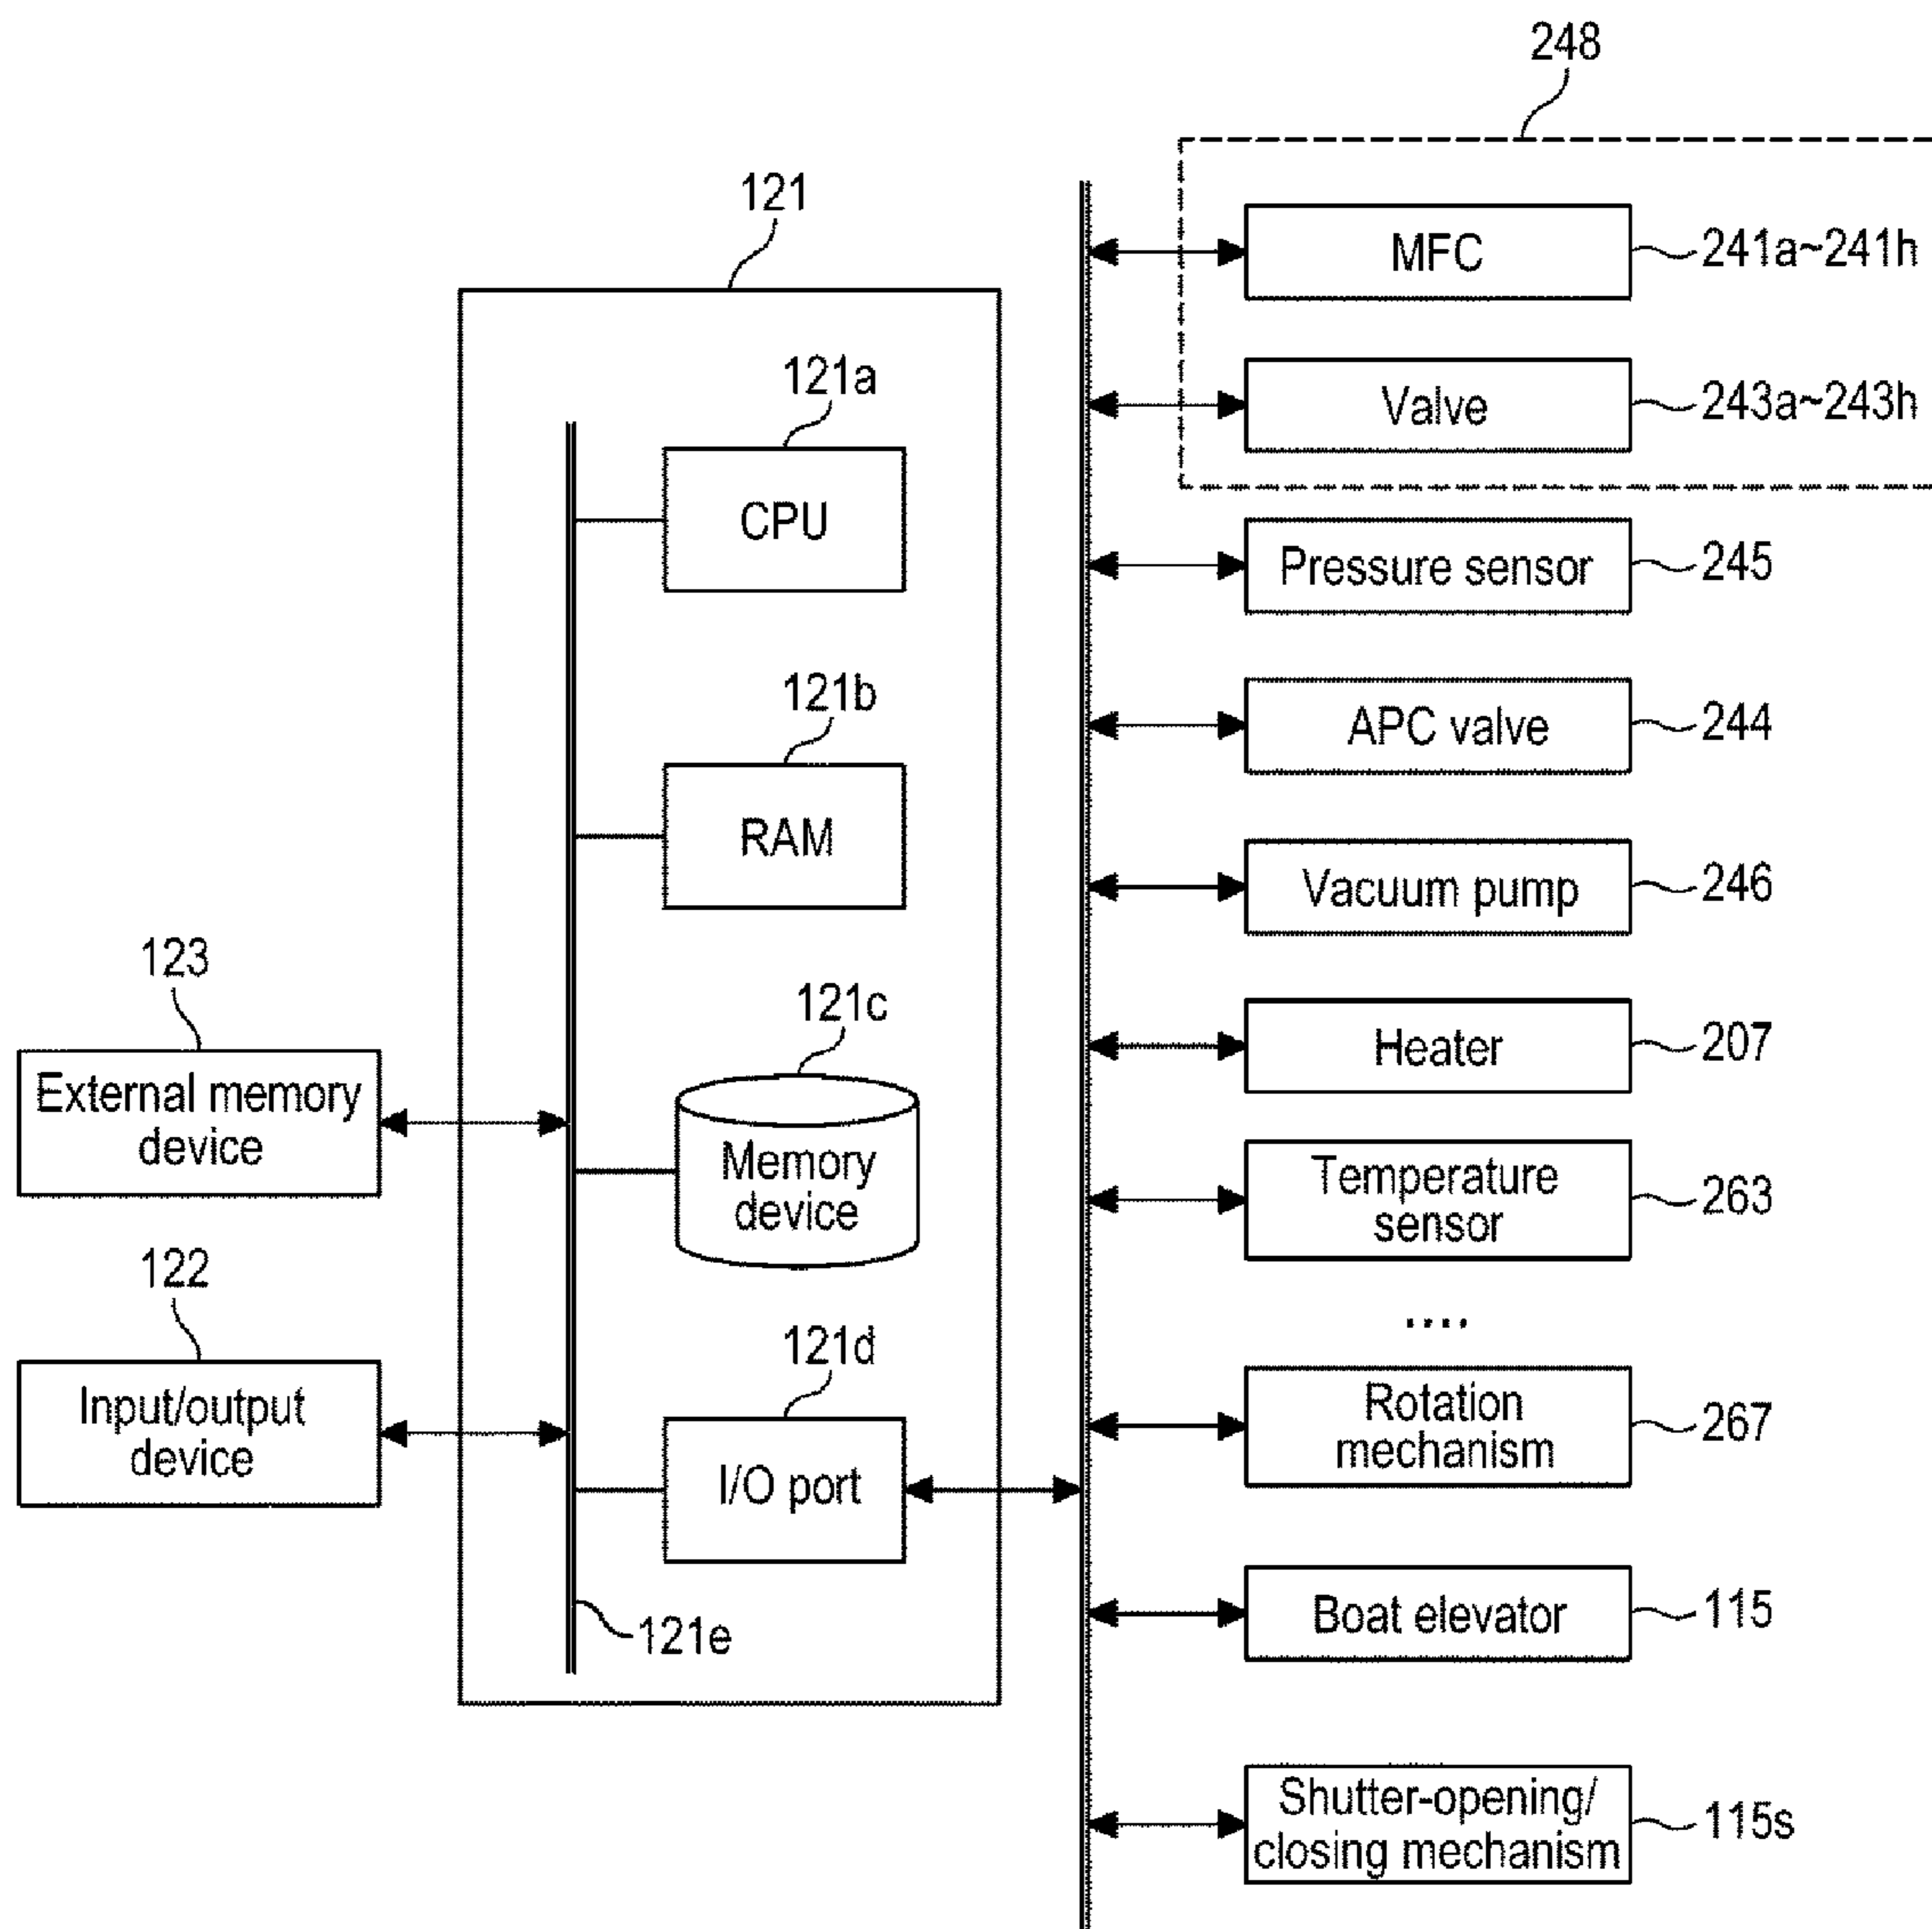 248
121
MFC
241a~241h
121a
Valve
243a~243h
CPU
Pressure sensor
245
121b
APC valve
244
RAM
Vacuum pump
246
123
121c
External memory
device
Heater
207
Memory
device
Temperature
sensor
263
122
....
121d
Input/output
device
I/O port
Rotation
mechanism
267
121e
Boat elevator
115
Shutter-opening/
closing mechanism
115s